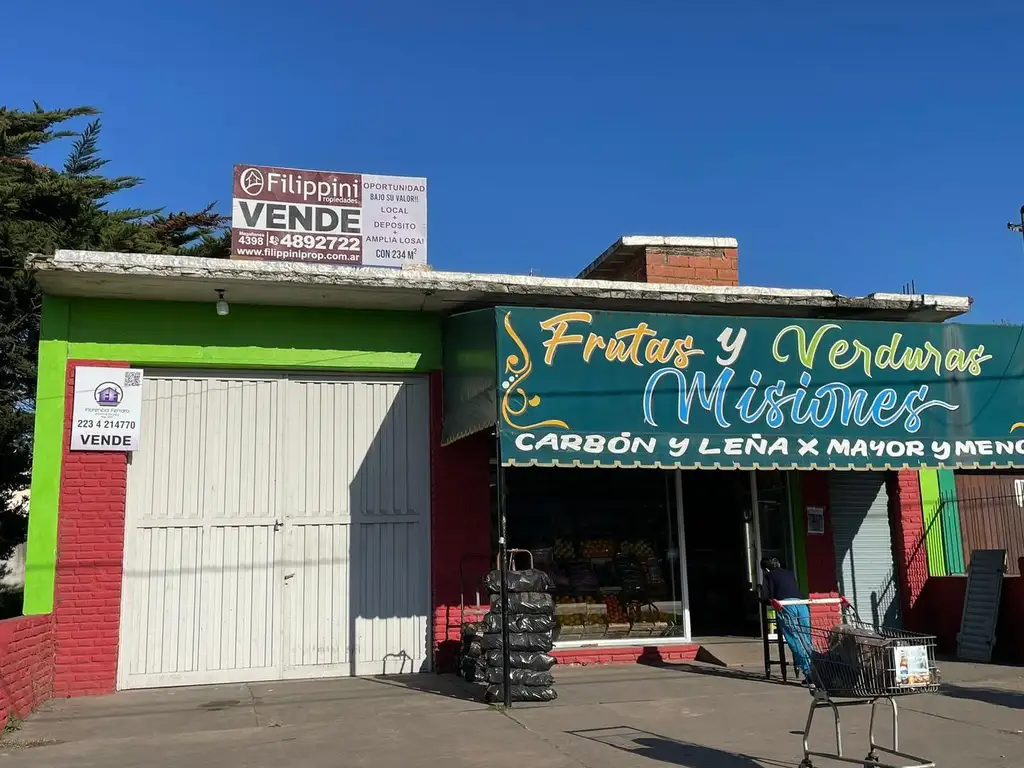 Filippini
Propiedades
VENDE
4398
4892722
www.filippiniprop.com.ar
OPORTUNIDAD
BAJO SU VALOR!!
LOCAL
+
DEPOSITO
+
AMPLIA LOSA!
CON 234 M²
223 4 214770
VENDE
Frutas y Verduras
Misiones
CARBÓN Y LEÑA X MAYOR Y MENO